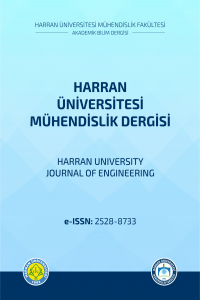 HARRAN ÜNİVERSİTESİ MÜHENDİSLİK FAKÜLTESİ
AKADEMİK BİLİM DERGİSİ
HARRAN
ÜNİVERSİTESİ
MÜHENDİSLİK DERGİSİ
HARRAN UNIVERSITY
JOURNAL OF ENGINEERING
e-ISSN: 2528-8733